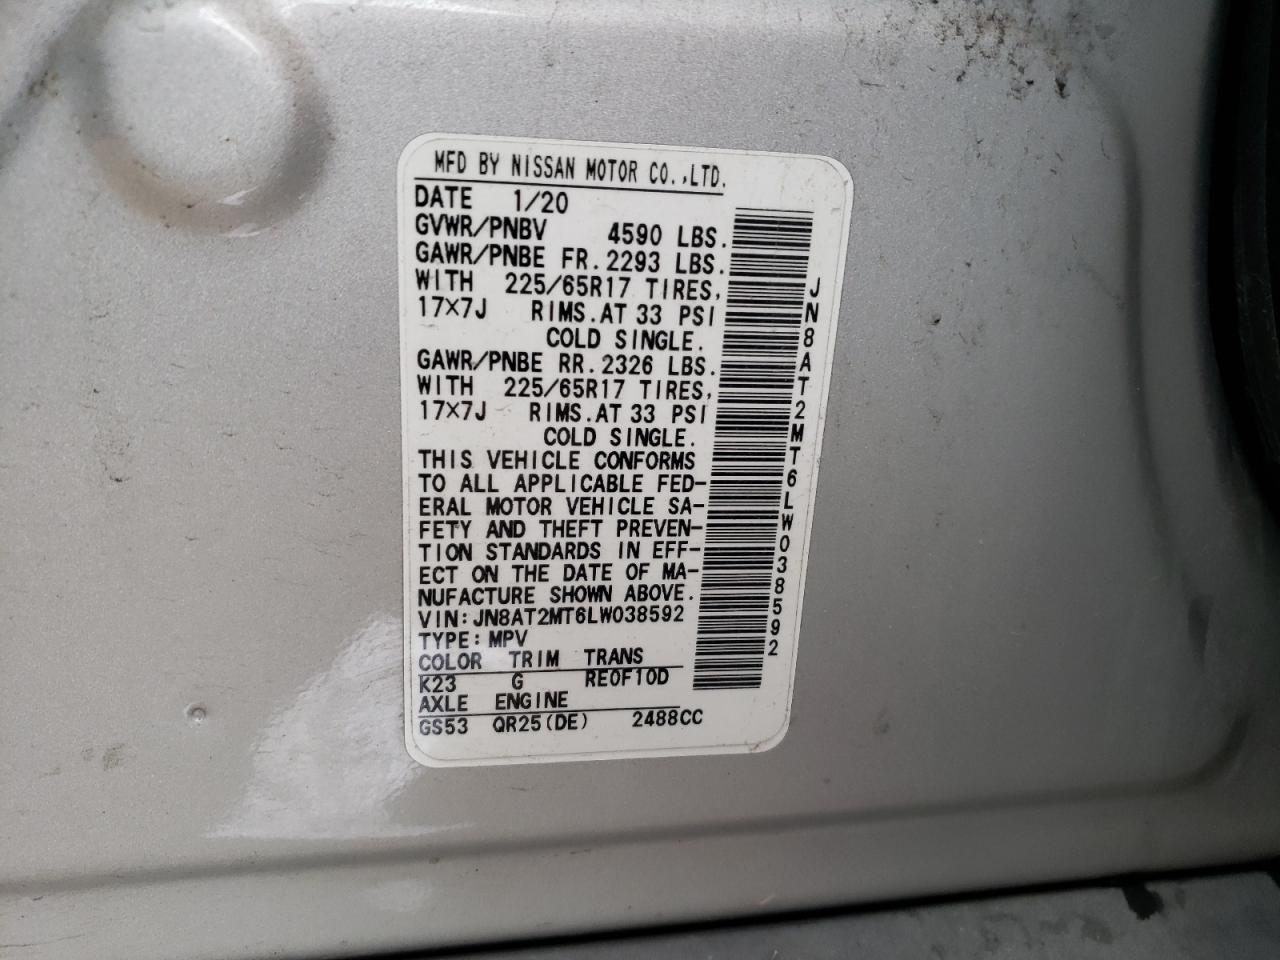 MFD BY NISSAN MOTOR CO.,LTD.
DATE 1/20
GVWR/PNBV 4590 LBS.
GAWR/PNBE FR.2293 LBS.
WITH 225/65R17 TIRES,
17X7J RIMS.AT 33 PSI
COLD SINGLE.
GAWR/PNBE RR.2326 LBS.
WITH 225/65R17 TIRES,
17X7J RIMS.AT 33 PSI
COLD SINGLE.
THIS VEHICLE CONFORMS
TO ALL APPLICABLE FED-
ERAL MOTOR VEHICLE SA-
FETY AND THEFT PREVEN-
TION STANDARDS IN EFF-
ECT ON THE DATE OF MA-
NUFACTURE SHOWN ABOVE.
VIN:JN8AT2MT6LW038592
TYPE:MPV
COLOR TRIM TRANS
K23 G RE0F10D
AXLE ENGINE
GS53 QR25(DE) 2488CC
JN8AT2MT6LW038592